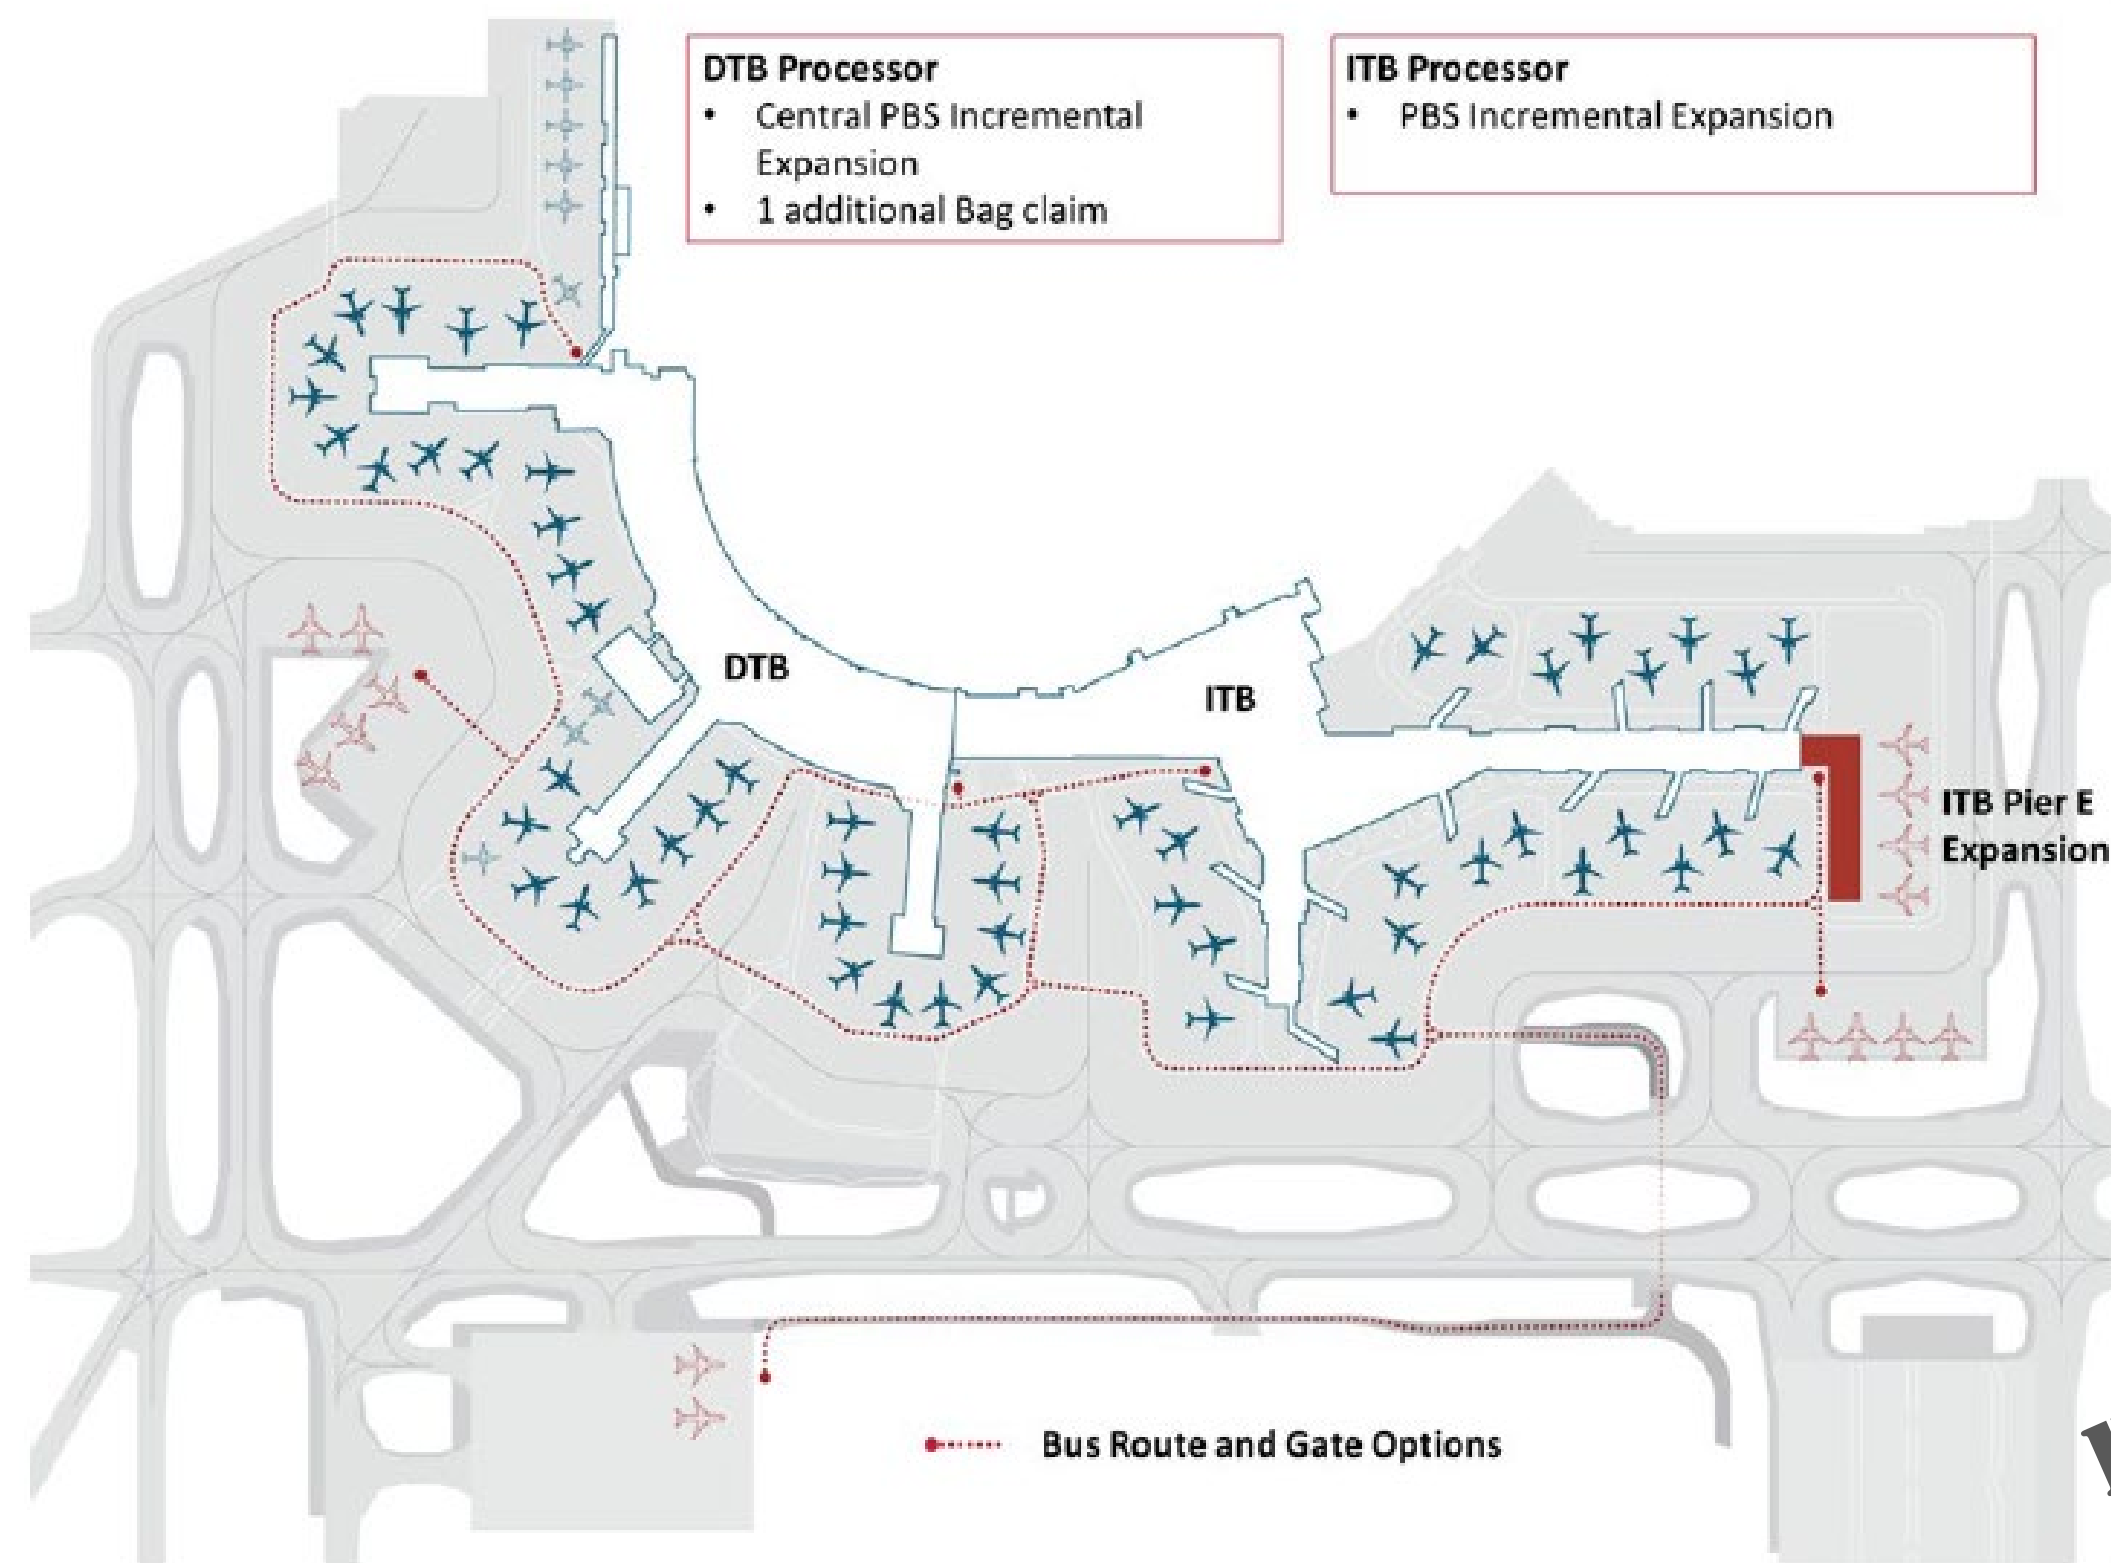 DTB Processor
• Central PBS Incremental
Expansion
• 1 additional Bag claim
ITB Processor
• PBS Incremental Expansion
DTB
ITB
ITB Pier E
Expansion
Bus Route and Gate Options